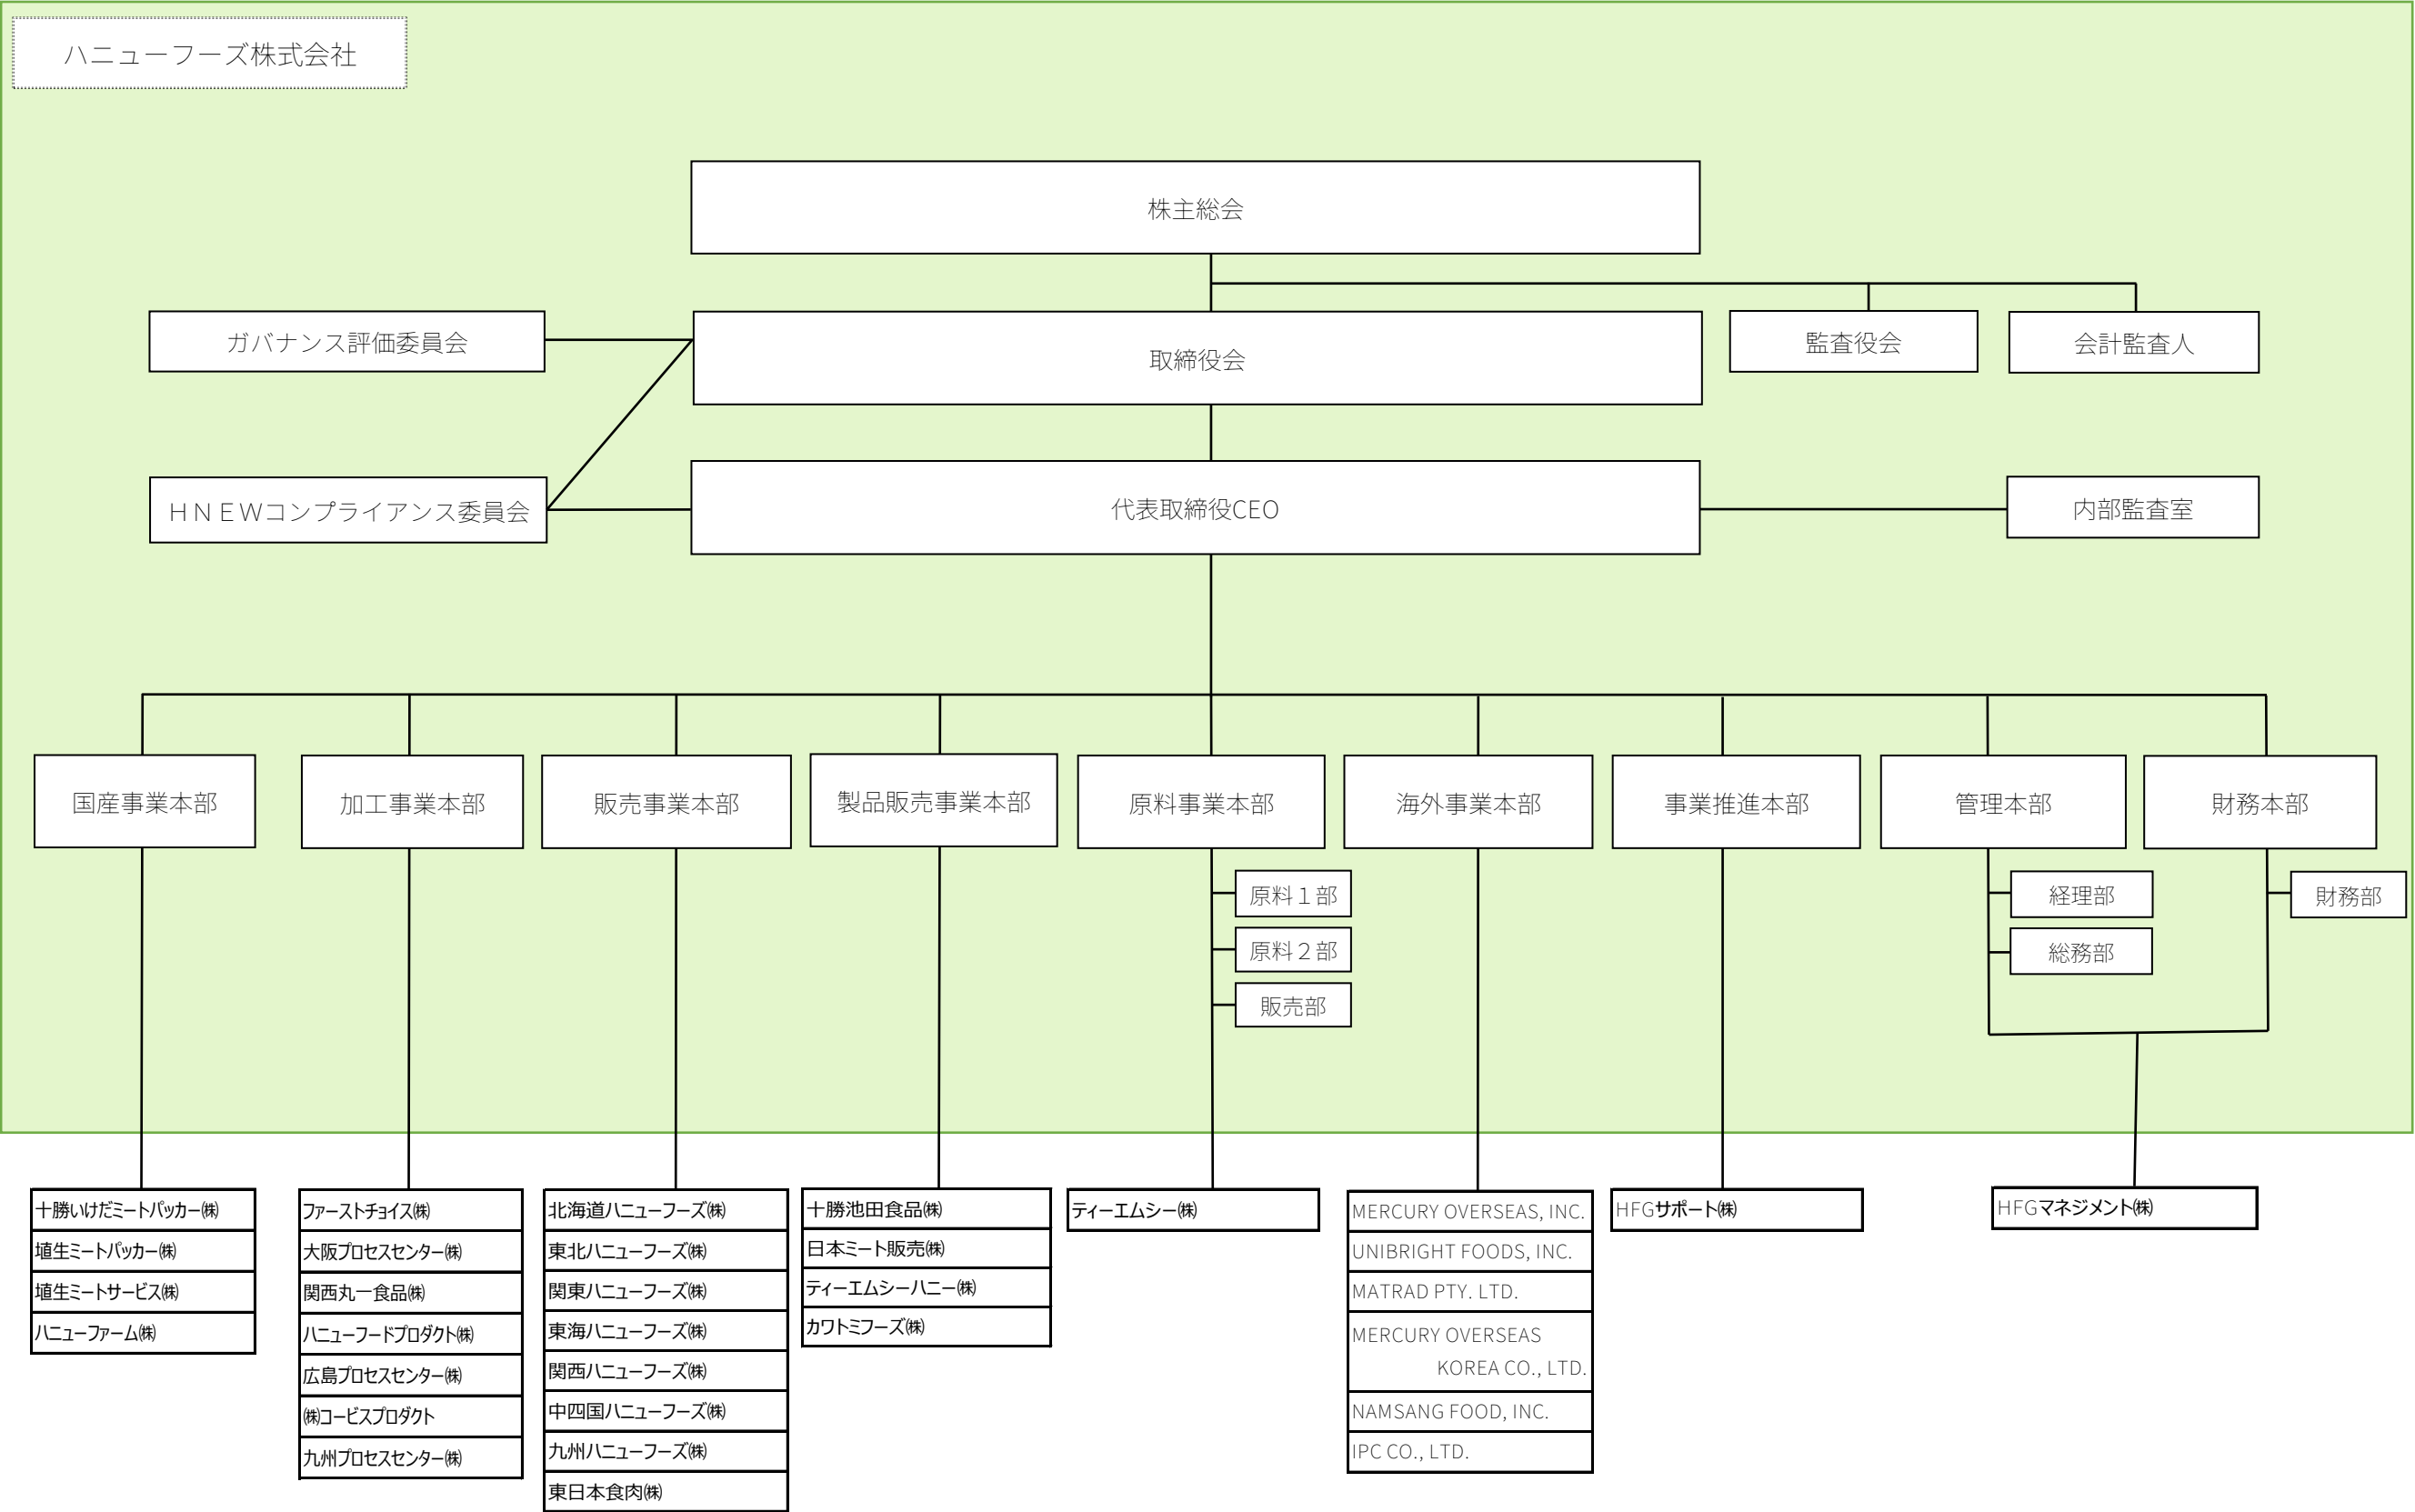 ハニューフーズ株式会社
株主総会
ガバナンス評価委員会
取締役会
監査役会
会計監査人
ＨＮＥＷコンプライアンス委員会
代表取締役CEO
内部監査室
国産事業本部
加工事業本部
販売事業本部
製品販売事業本部
原料事業本部
海外事業本部
事業推進本部
管理本部
財務本部
原料１部
原料２部
販売部
経理部
総務部
財務部
十勝いけだミートパッカー㈱
埴生ミートパッカー㈱
埴生ミートサービス㈱
ハニューファーム㈱
ファーストチョイス㈱
大阪プロセスセンター㈱
関西丸一食品㈱
ハニューフードプロダクト㈱
広島プロセスセンター㈱
㈱コービスプロダクト
九州プロセスセンター㈱
北海道ハニューフーズ㈱
東北ハニューフーズ㈱
関東ハニューフーズ㈱
東海ハニューフーズ㈱
関西ハニューフーズ㈱
中四国ハニューフーズ㈱
九州ハニューフーズ㈱
東日本食肉㈱
十勝池田食品㈱
日本ミート販売㈱
ティーエムシーハニー㈱
カワトミフーズ㈱
ティーエムシー㈱
MERCURY OVERSEAS, INC.
UNIBRIGHT FOODS, INC.
MATRAD PTY. LTD.
MERCURY OVERSEAS
KOREA CO., LTD.
NAMSANG FOOD, INC.
IPC CO., LTD.
HFGサポート㈱
HFGマネジメント㈱